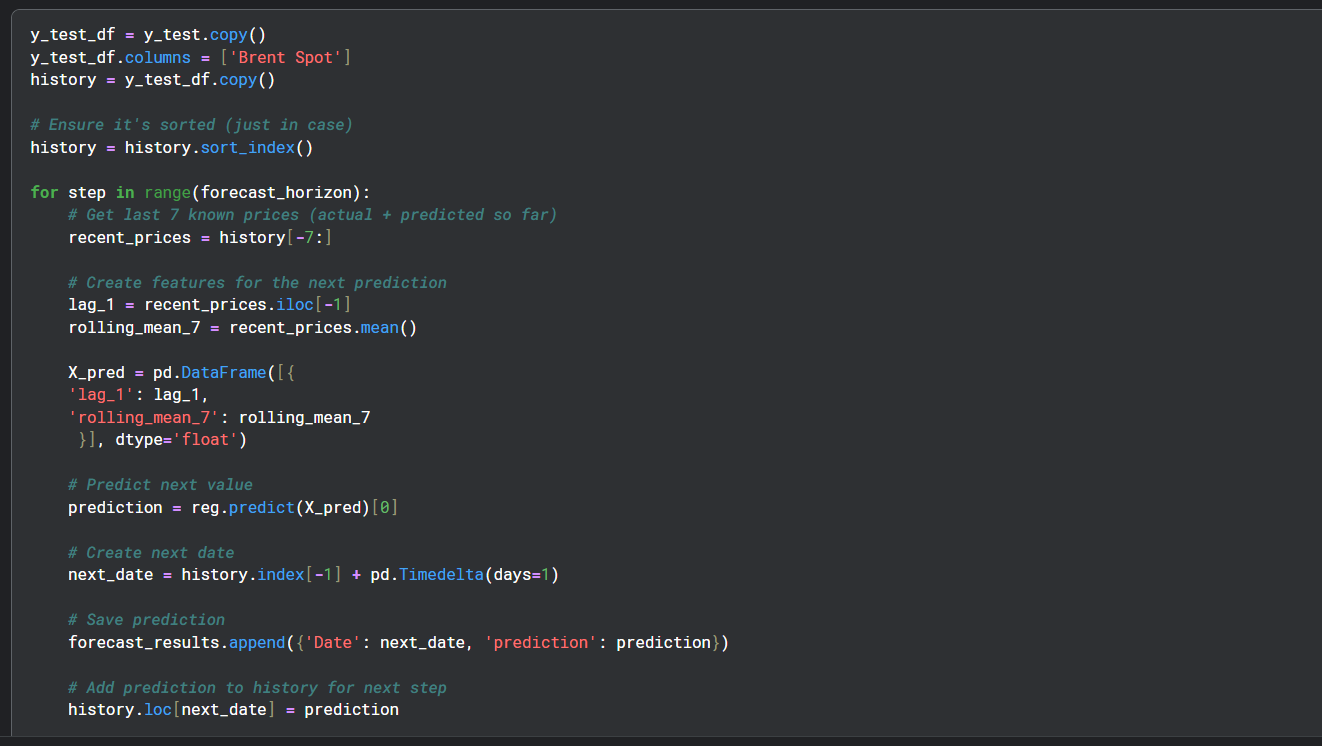 y_test_df = y_test.copy()
y_test_df.columns = ['Brent Spot']
history = y_test_df.copy()
# Ensure it's sorted (just in case)
history = history.sort_index()
for step in range(forecast_horizon):
# Get last 7 known prices (actual + predicted so far)
recent_prices = history[-7:]
# Create features for the next prediction
lag_1 = recent_prices.iloc[-1]
rolling_mean_7 = recent_prices.mean()
X_pred = pd.DataFrame([{
'lag_1': lag_1,
'rolling_mean_7': rolling_mean_7
}], dtype='float')
# Predict next value
prediction = reg.predict(X_pred)[0]
# Create next date
next_date = history.index[-1] + pd.Timedelta(days=1)
# Save prediction
forecast_results.append({'Date': next_date, 'prediction': prediction})
# Add prediction to history for next step
history.loc[next_date] = prediction